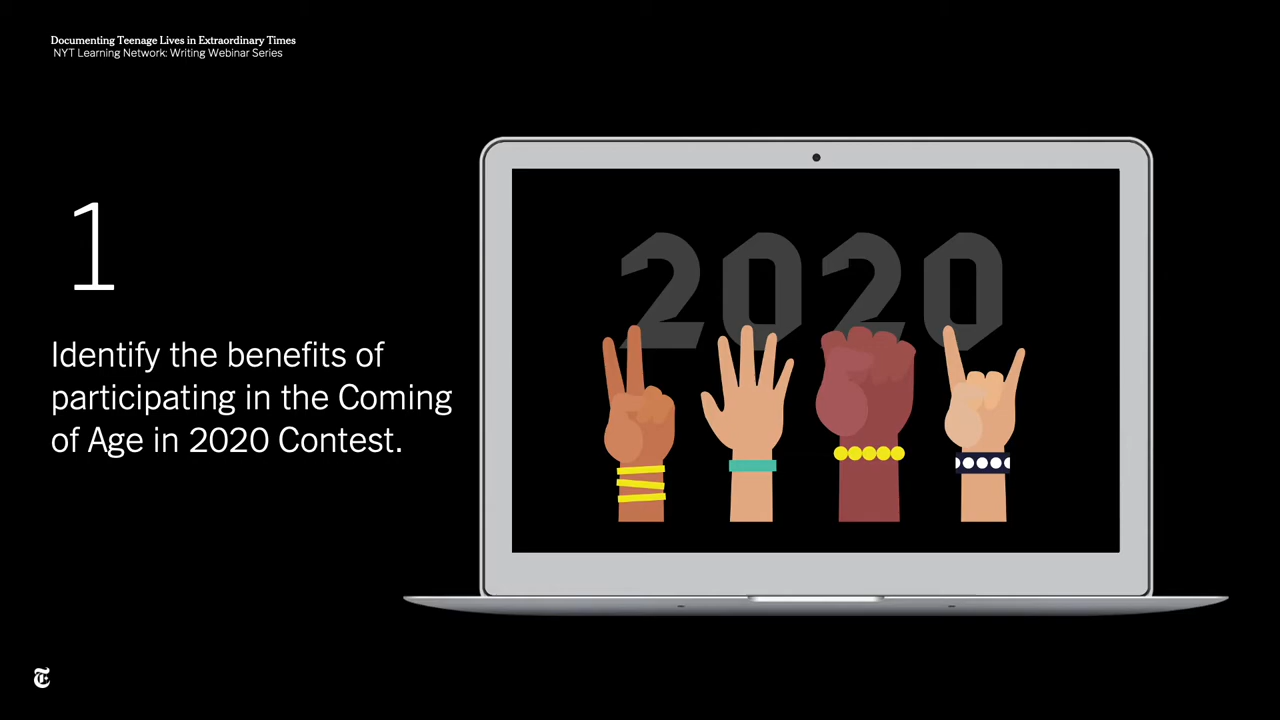 Documenting Teenage Lives in Extraordinary Times
NYT Learning Network: Writing Webinar Series
1
Identify the benefits of
participating in the Coming
of Age in 2020 Contest.
2020
T